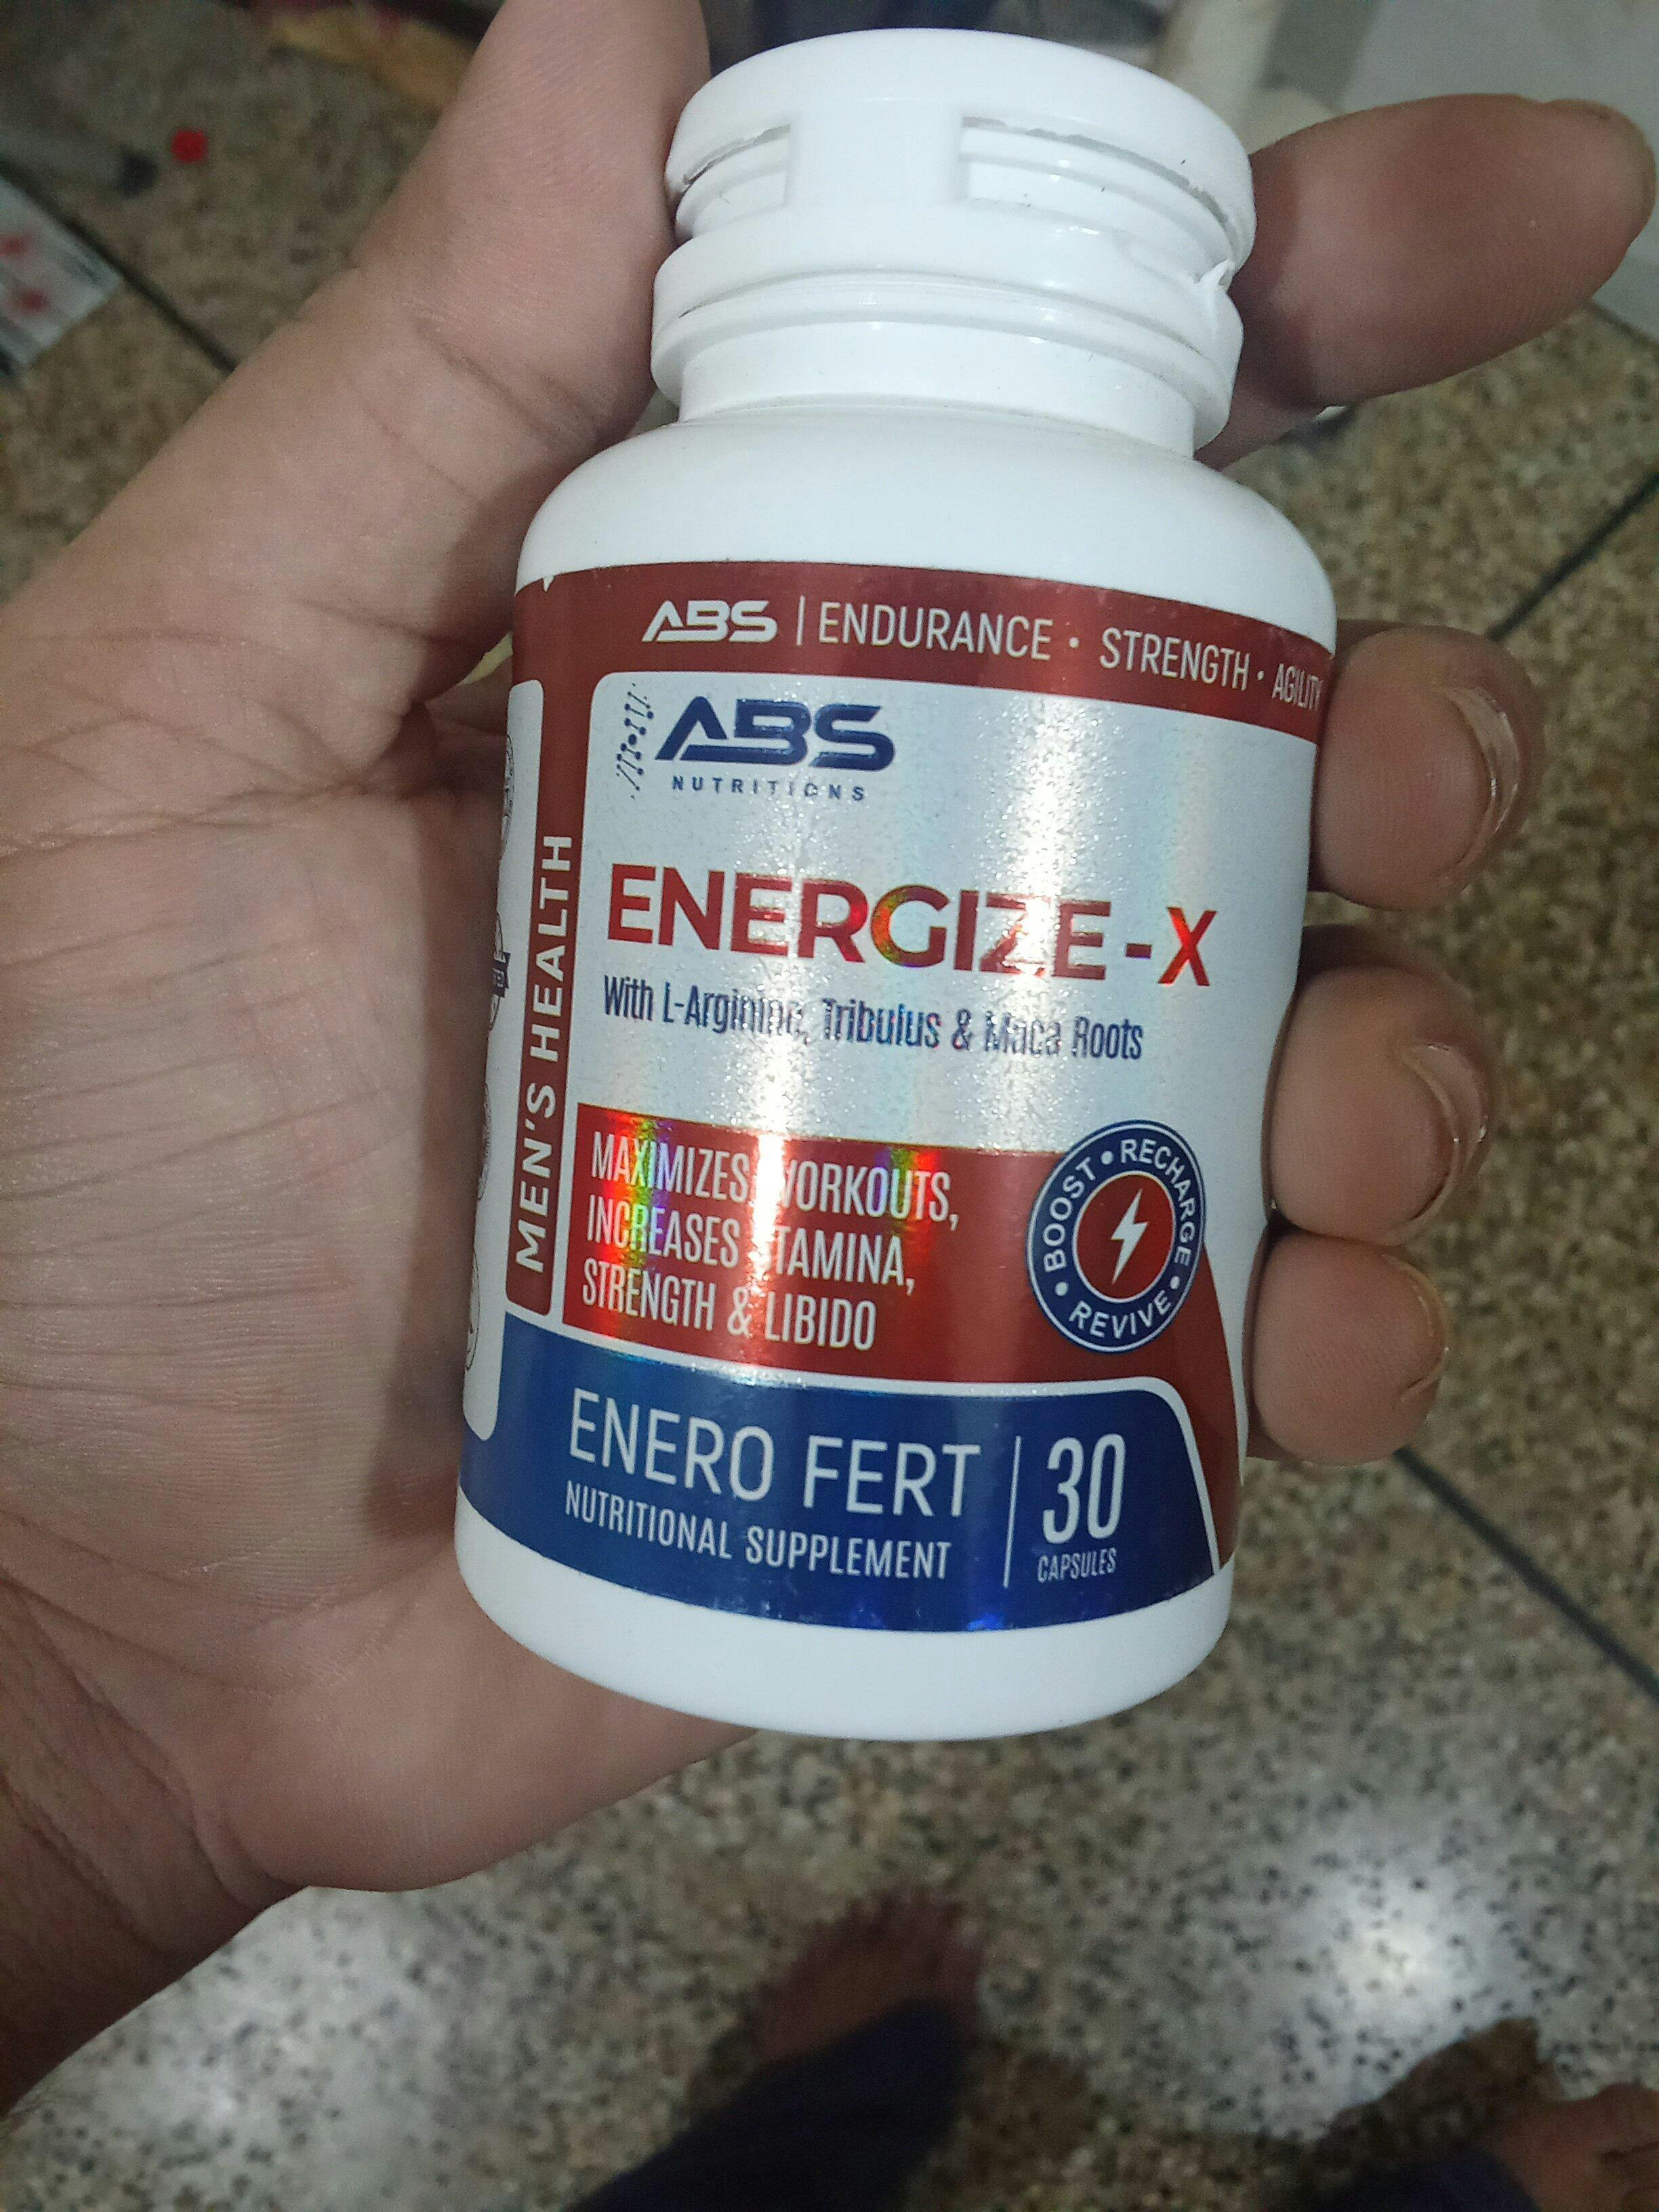 ABS | ENDURANCE • STRENGTH • AGILITY
ABS
NUTRITIONS
MEN'S HEALTH
ENERGIZE-X
With L-Arginine, Tribulus & Maca Roots
MAXIMIZES WORKOUTS,
INCREASES STAMINA,
STRENGTH & LIBIDO
• BOOST • RECHARGE • REVIVE
ENERO FERT
NUTRITIONAL SUPPLEMENT
30
CAPSULES